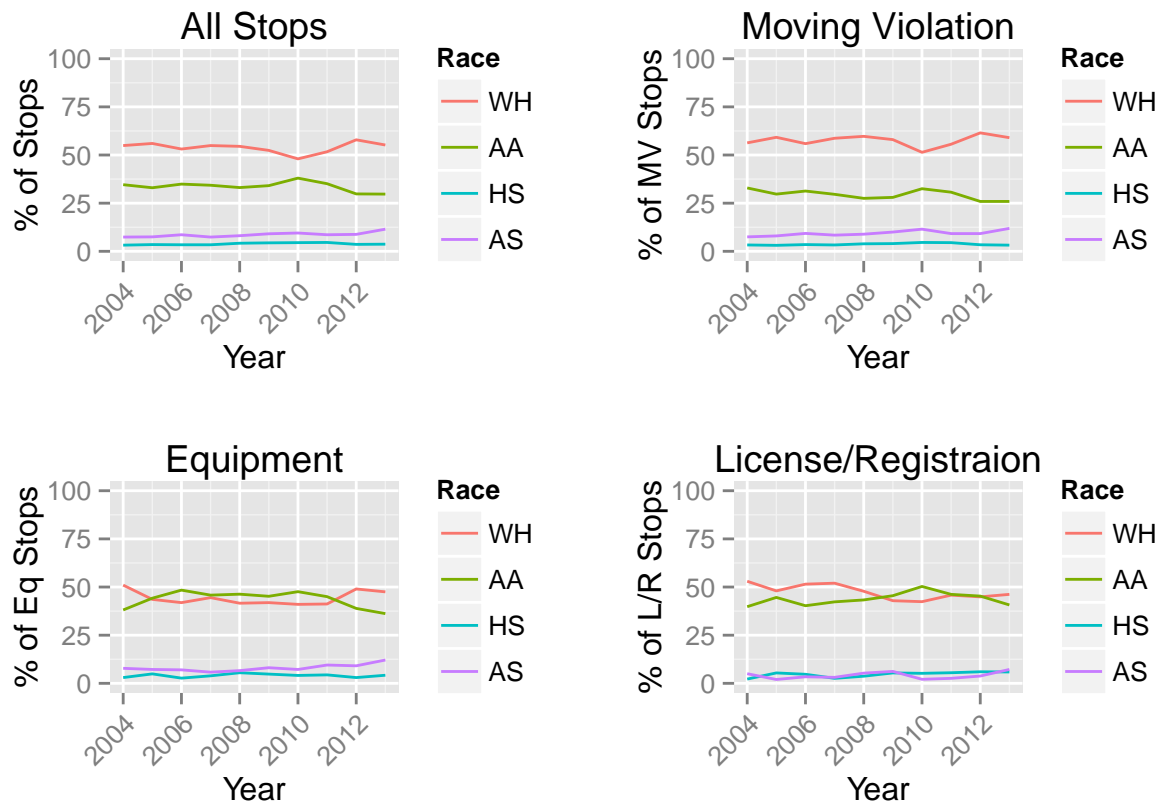 All Stops
% of Stops
100
75
50
25
0
2004
2006
2008
2010
2012
Year
Race
WH
AA
HS
AS
Moving Violation
% of MV Stops
100
75
50
25
0
2004
2006
2008
2010
2012
Year
Race
WH
AA
HS
AS
Equipment
% of Eq Stops
100
75
50
25
0
2004
2006
2008
2010
2012
Year
Race
WH
AA
HS
AS
License/Registraion
% of L/R Stops
100
75
50
25
0
2004
2006
2008
2010
2012
Year
Race
WH
AA
HS
AS